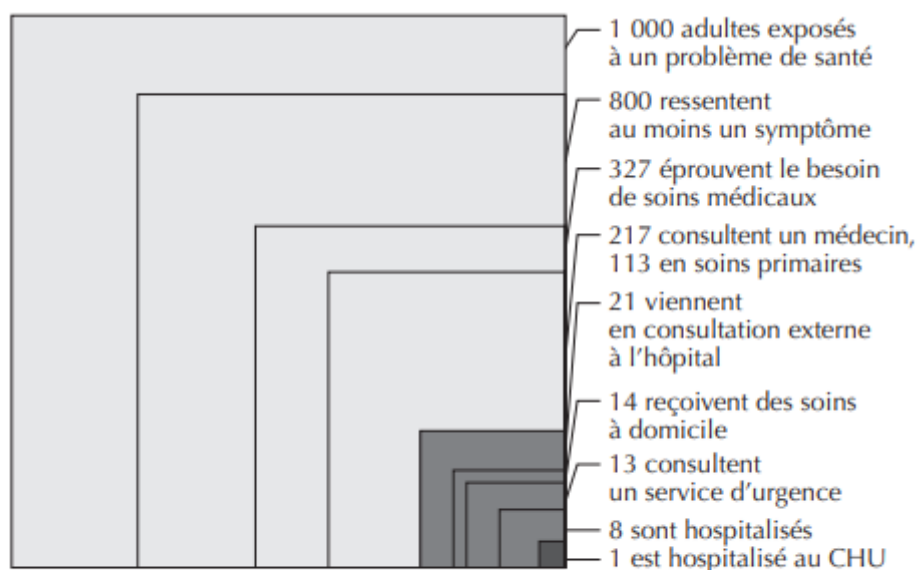 1 000 adultes exposés
à un problème de santé
800 ressentent
au moins un symptôme
327 éprouvent le besoin
de soins médicaux
217 consultent un médecin,
113 en soins primaires
21 viennent
en consultation externe
à l'hôpital
14 reçoivent des soins
à domicile
13 consultent
un service d'urgence
8 sont hospitalisés
1 est hospitalisé au CHU